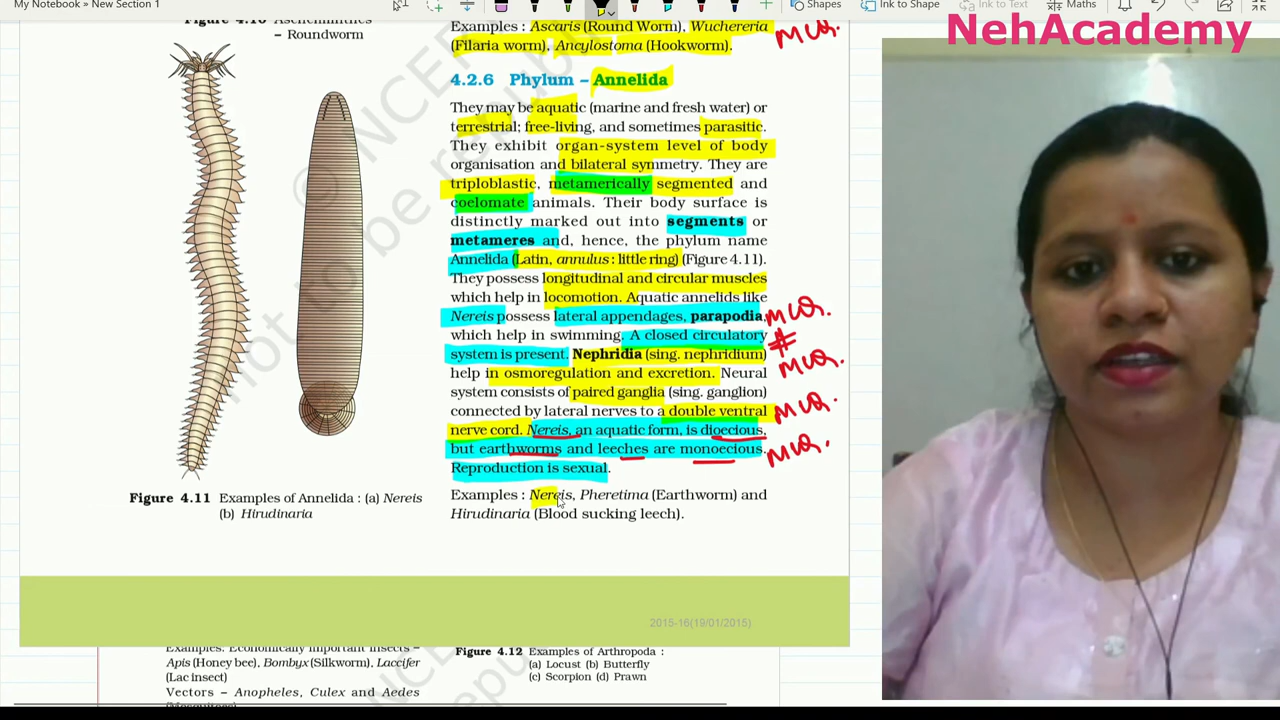 My Notebook » New Section 1
Shapes
Ink to Shape
Ink to Text
Maths
NehAcademy
Figure 4.10 Aschelminthes
– Roundworm
Examples : Ascaris (Round Worm), Wuchereria
(Filaria worm), Ancylostoma (Hookworm).
MCQ.
4.2.6 Phylum – Annelida
They may be aquatic (marine and fresh water) or
terrestrial; free-living, and sometimes parasitic.
They exhibit organ-system level of body
organisation and bilateral symmetry. They are
triploblastic, metamerically segmented and
coelomate animals. Their body surface is
distinctly marked out into segments or
metameres and, hence, the phylum name
Annelida (Latin, annulus : little ring) (Figure 4.11).
They possess longitudinal and circular muscles
which help in locomotion. Aquatic annelids like
Nereis possess lateral appendages, parapodia,
MCQ.
which help in swimming. A closed circulatory
#
system is present. Nephridia (sing. nephridium)
MCQ.
help in osmoregulation and excretion. Neural
system consists of paired ganglia (sing. ganglion)
connected by lateral nerves to a double ventral
MCQ.
nerve cord. Nereis, an aquatic form, is dioecious,
but earthworms and leeches are monoecious.
MCQ.
Reproduction is sexual.
Examples : Nereis, Pheretima (Earthworm) and
Hirudinaria (Blood sucking leech).
Figure 4.11 Examples of Annelida : (a) Nereis
(b) Hirudinaria
© NCERT
not to be republ
2015-16(19/01/2015)
Examples: Economically important insects –
Apis (Honey bee), Bombyx (Silkworm), Laccifer
(Lac insect)
Vectors – Anopheles, Culex and Aedes
(Mosquitoes)
Figure 4.12 Examples of Arthropoda :
(a) Locust (b) Butterfly
(c) Scorpion (d) Prawn